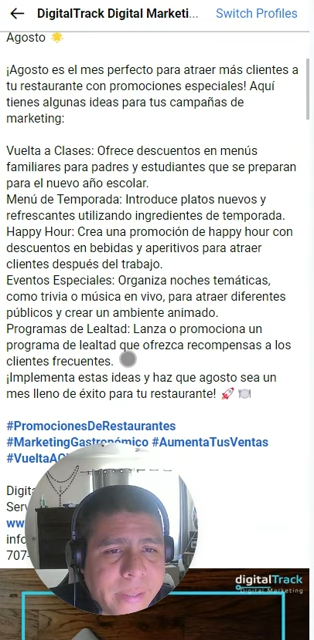 DigitalTrack Digital Marketi...
Switch Profiles
Agosto 🌟
¡Agosto es el mes perfecto para atraer más clientes a
tu restaurante con promociones especiales! Aquí
tienes algunas ideas para tus campañas de
marketing:
Vuelta a Clases: Ofrece descuentos en menús
familiares para padres y estudiantes que se preparan
para el nuevo año escolar.
Menú de Temporada: Introduce platos nuevos y
refrescantes utilizando ingredientes de temporada.
Happy Hour: Crea una promoción de happy hour con
descuentos en bebidas y aperitivos para atraer
clientes después del trabajo.
Eventos Especiales: Organiza noches temáticas,
como trivia o música en vivo, para atraer diferentes
públicos y crear un ambiente animado.
Programas de Lealtad: Lanza o promociona un
programa de lealtad que ofrezca recompensas a los
clientes frecuentes.
¡Implementa estas ideas y haz que agosto sea un
mes lleno de éxito para tu restaurante! 🚀🍽️
#PromocionesDeRestaurantes
#MarketingGastronómico #AumentaTusVentas
digitalTrack
Digital Marketing